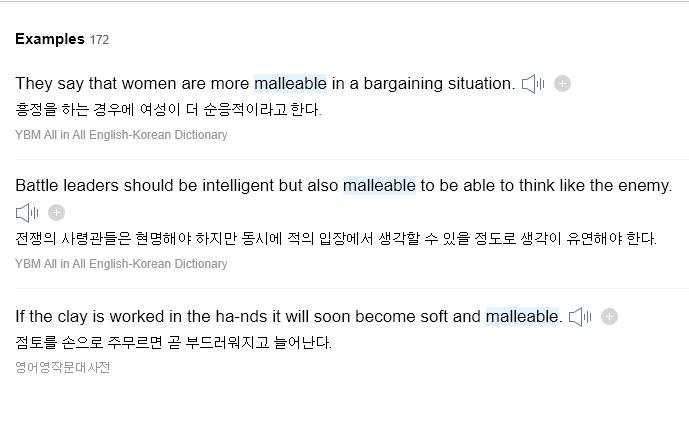 Examples 172
They say that women are more malleable in a bargaining situation.
흥정을 하는 경우에 여성이 더 순응적이라고 한다.
YBM All in All English-Korean Dictionary
Battle leaders should be intelligent but also malleable to be able to think like the enemy.
전쟁의 사령관들은 현명해야 하지만 동시에 적의 입장에서 생각할 수 있을 정도로 생각이 유연해야 한다.
YBM All in All English-Korean Dictionary
If the clay is worked in the ha-nds it will soon become soft and malleable.
점토를 손으로 주무르면 곧 부드러워지고 늘어난다.
영어영작문대사전